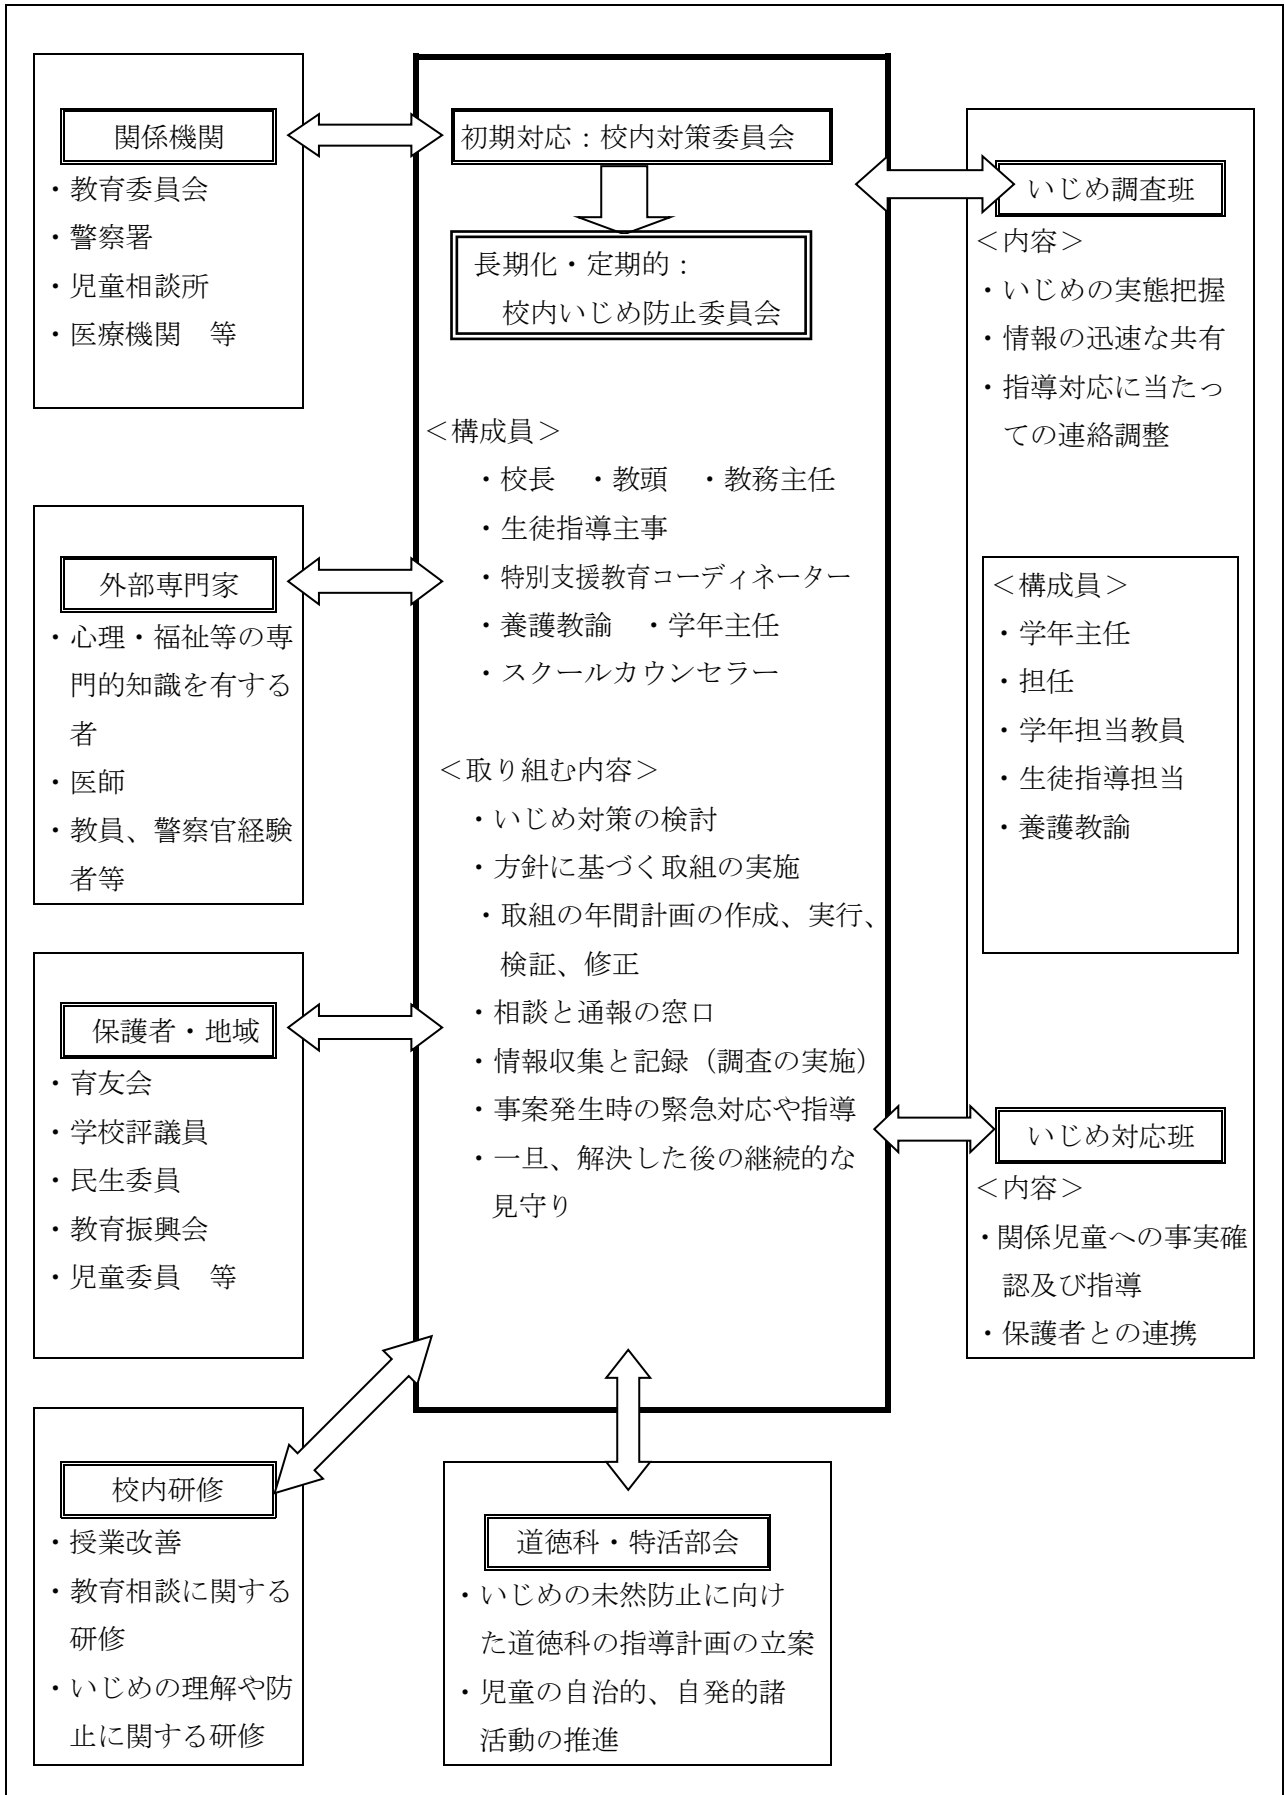 関係機関
・教育委員会
・警察署
・児童相談所
・医療機関　等
外部専門家
・心理・福祉等の専
門的知識を有する
者
・医師
・教員、警察官経験
者等
保護者・地域
・育友会
・学校評議員
・民生委員
・教育振興会
・児童委員　等
校内研修
・授業改善
・教育相談に関する
研修
・いじめの理解や防
止に関する研修
初期対応：校内対策委員会
長期化・定期的：
校内いじめ防止委員会
＜構成員＞
・校長　・教頭　・教務主任
・生徒指導主事
・特別支援教育コーディネーター
・養護教諭　・学年主任
・スクールカウンセラー
＜取り組む内容＞
・いじめ対策の検討
・方針に基づく取組の実施
・取組の年間計画の作成、実行、
検証、修正
・相談と通報の窓口
・情報収集と記録（調査の実施）
・事案発生時の緊急対応や指導
・一旦、解決した後の継続的な
見守り
道徳科・特活部会
・いじめの未然防止に向け
た道徳科の指導計画の立案
・児童の自治的、自発的諸
活動の推進
いじめ調査班
＜内容＞
・いじめの実態把握
・情報の迅速な共有
・指導対応に当たっ
ての連絡調整
＜構成員＞
・学年主任
・担任
・学年担当教員
・生徒指導担当
・養護教諭
いじめ対応班
＜内容＞
・関係児童への事実確
認及び指導
・保護者との連携